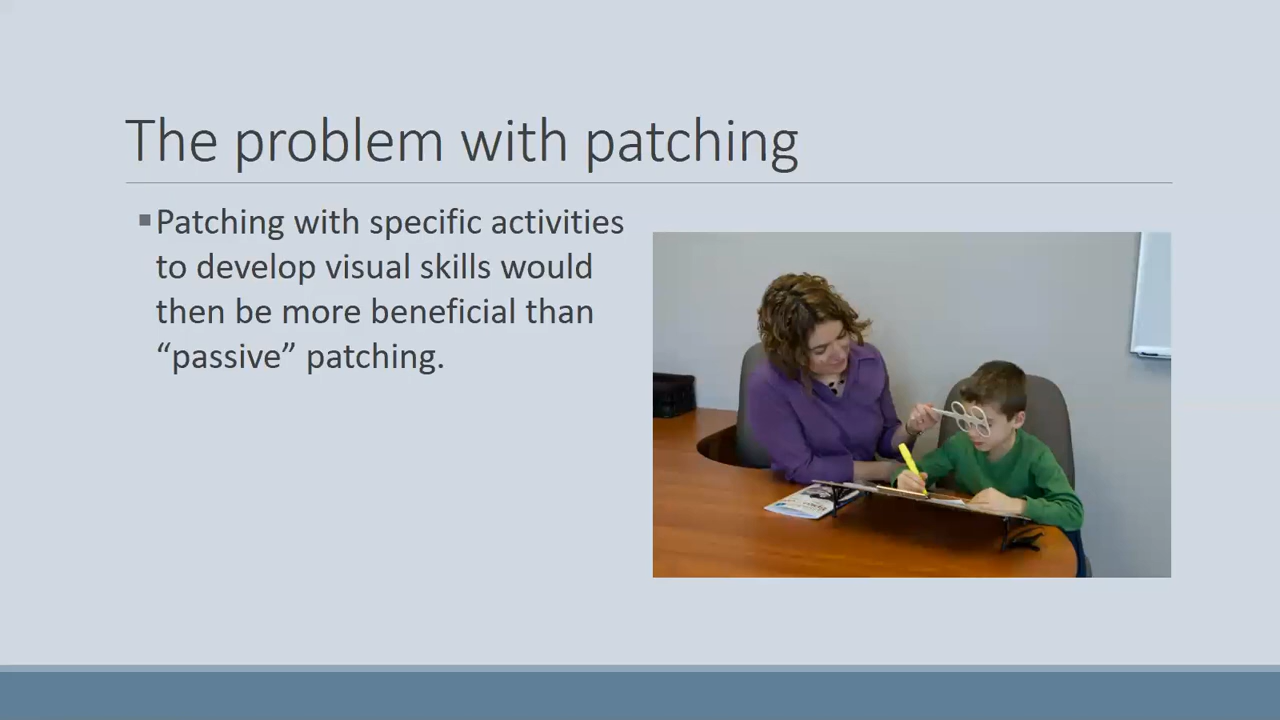 The problem with patching
▪Patching with specific activities
to develop visual skills would
then be more beneficial than
“passive” patching.